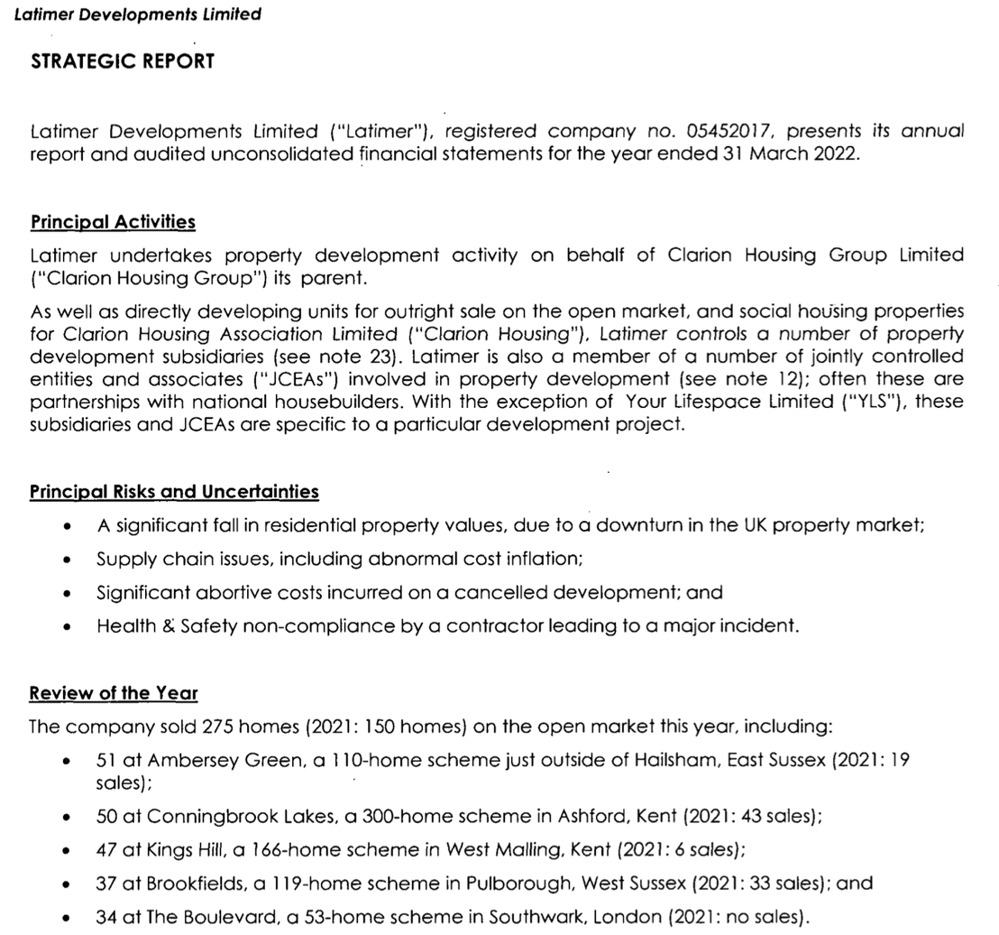 Latimer Developments Limited
STRATEGIC REPORT
Latimer Developments Limited ("Latimer"), registered company no. 05452017, presents its annual
report and audited unconsolidated financial statements for the year ended 31 March 2022.
Principal Activities
Latimer undertakes property development activity on behalf of Clarion Housing Group Limited
("Clarion Housing Group") its parent.
As well as directly developing units for outright sale on the open market, and social housing properties
for Clarion Housing Association Limited ("Clarion Housing"), Latimer controls a number of property
development subsidiaries (see note 23). Latimer is also a member of a number of jointly controlled
entities and associates ("JCEAs") involved in property development (see note 12); often these are
partnerships with national housebuilders. With the exception of Your Lifespace Limited ("YLS"), these
subsidiaries and JCEAs are specific to a particular development project.
Principal Risks and Uncertainties
• A significant fall in residential property values, due to a downturn in the UK property market;
• Supply chain issues, including abnormal cost inflation;
• Significant abortive costs incurred on a cancelled development; and
• Health & Safety non-compliance by a contractor leading to a major incident.
Review of the Year
The company sold 275 homes (2021: 150 homes) on the open market this year, including:
• 51 at Ambersey Green, a 110-home scheme just outside of Hailsham, East Sussex (2021: 19
sales);
• 50 at Conningbrook Lakes, a 300-home scheme in Ashford, Kent (2021: 43 sales);
• 47 at Kings Hill, a 166-home scheme in West Malling, Kent (2021: 6 sales);
• 37 at Brookfields, a 119-home scheme in Pulborough, West Sussex (2021: 33 sales); and
• 34 at The Boulevard, a 53-home scheme in Southwark, London (2021: no sales).